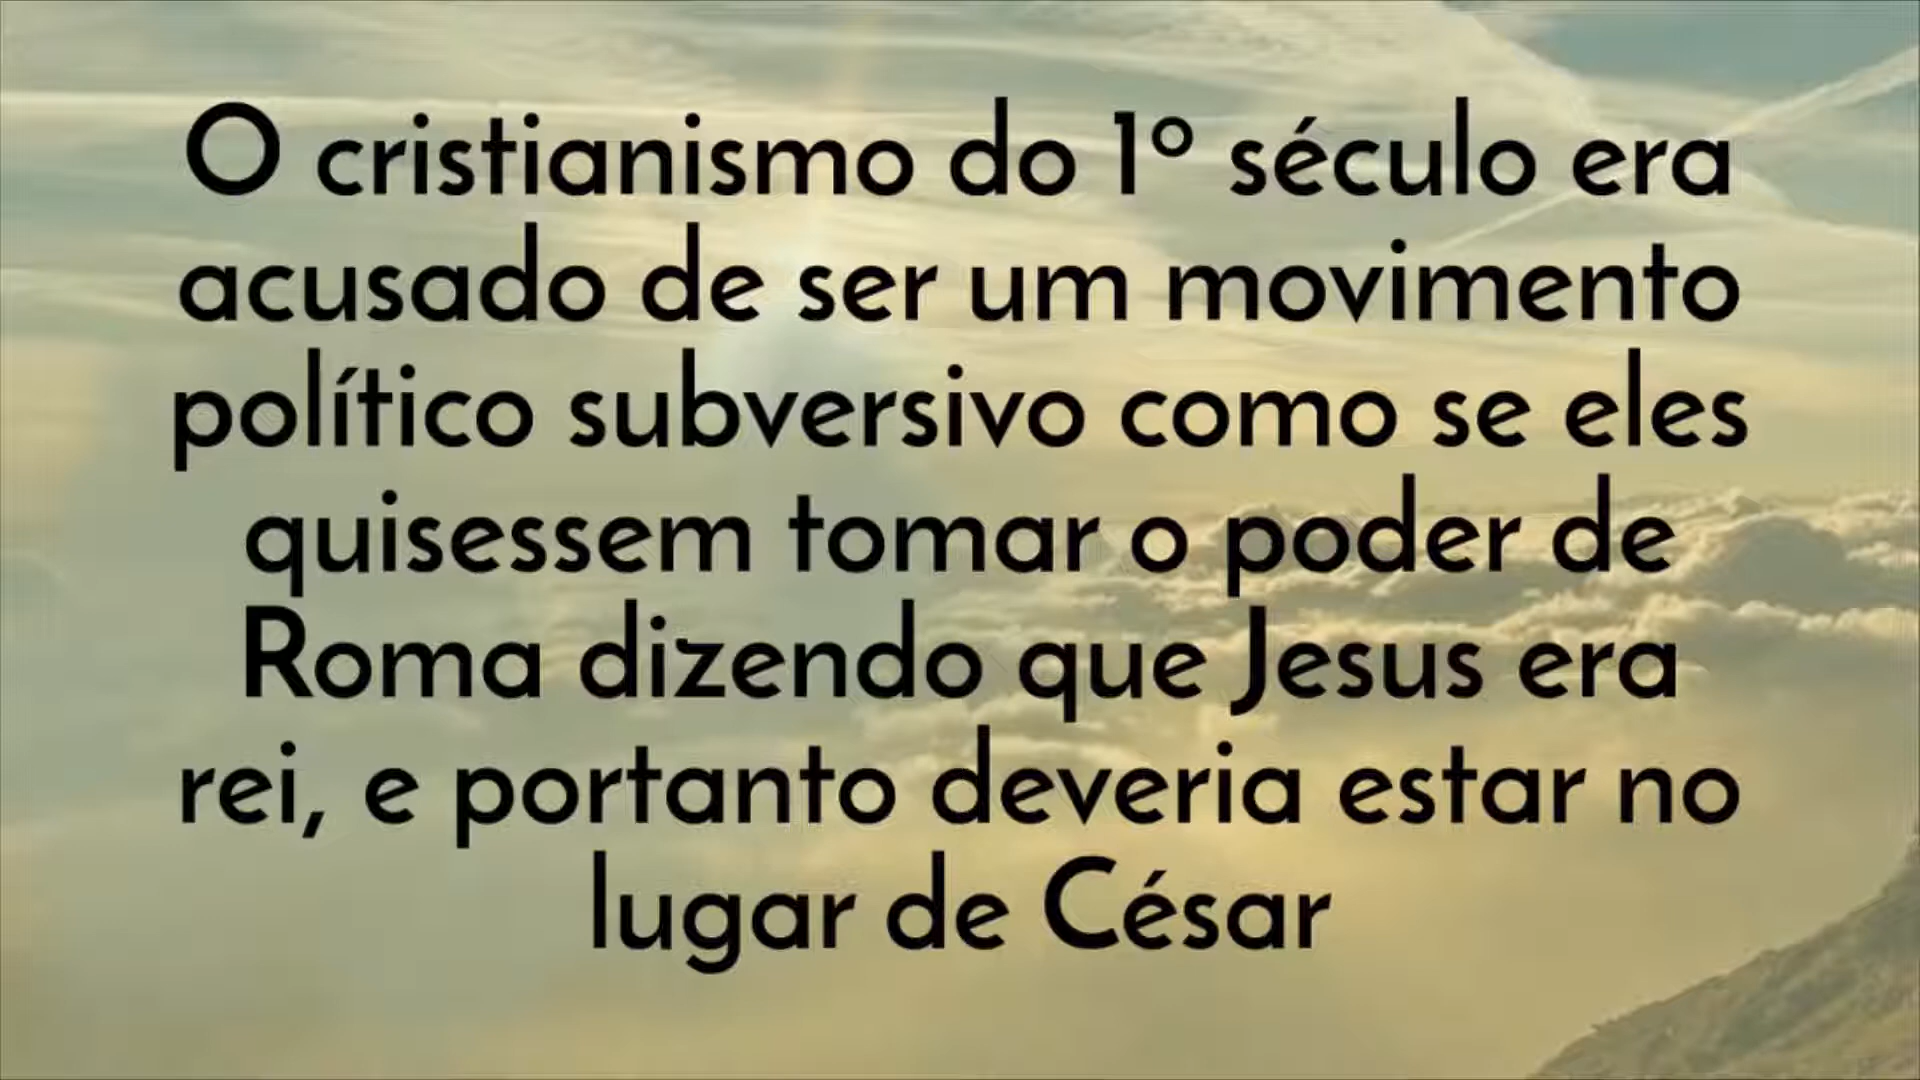 O cristianismo do 1º século era
acusado de ser um movimento
político subversivo como se eles
quisessem tomar o poder de
Roma dizendo que Jesus era
rei, e portanto deveria estar no
lugar de César